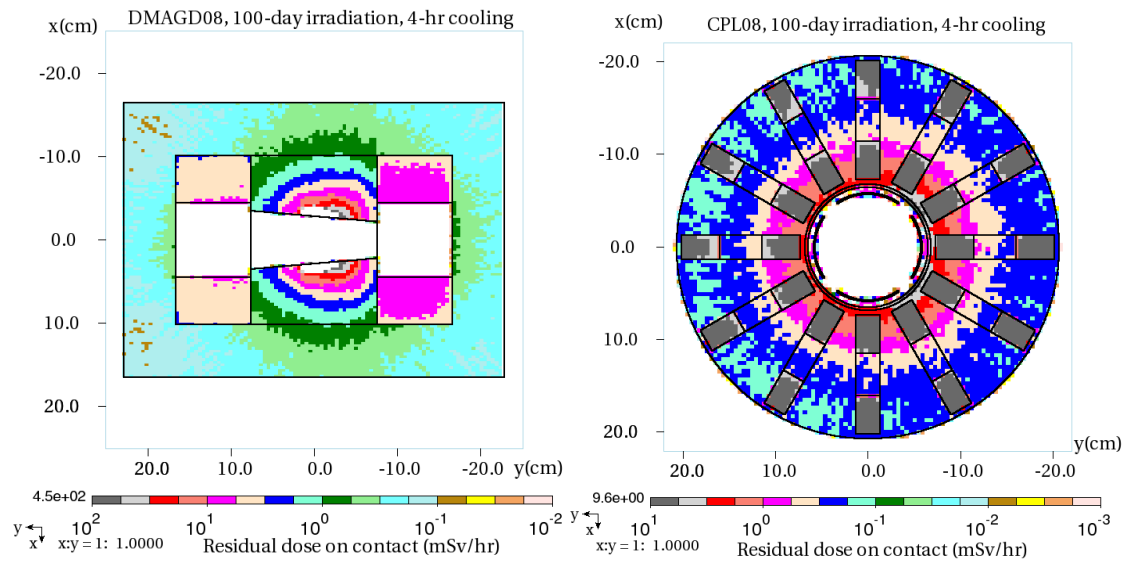 DMAGD08, 100-day irradiation, 4-hr cooling
x(cm)
-20.0
-10.0
0.0
10.0
20.0
20.0 10.0 0.0 -10.0 -20.0 y(cm)
4.5e+02
10^2 10^1 10^0 10^-1 10^-2
y
x x:y = 1: 1.0000
Residual dose on contact (mSv/hr)
CPL08, 100-day irradiation, 4-hr cooling
x(cm)
-20.0
-10.0
0.0
10.0
20.0
20.0 10.0 0.0 -10.0 -20.0
y(cm)
9.6e+00
10^1 10^0 10^-1 10^-2 10^-3
y
x x:y = 1: 1.0000
Residual dose on contact (mSv/hr)